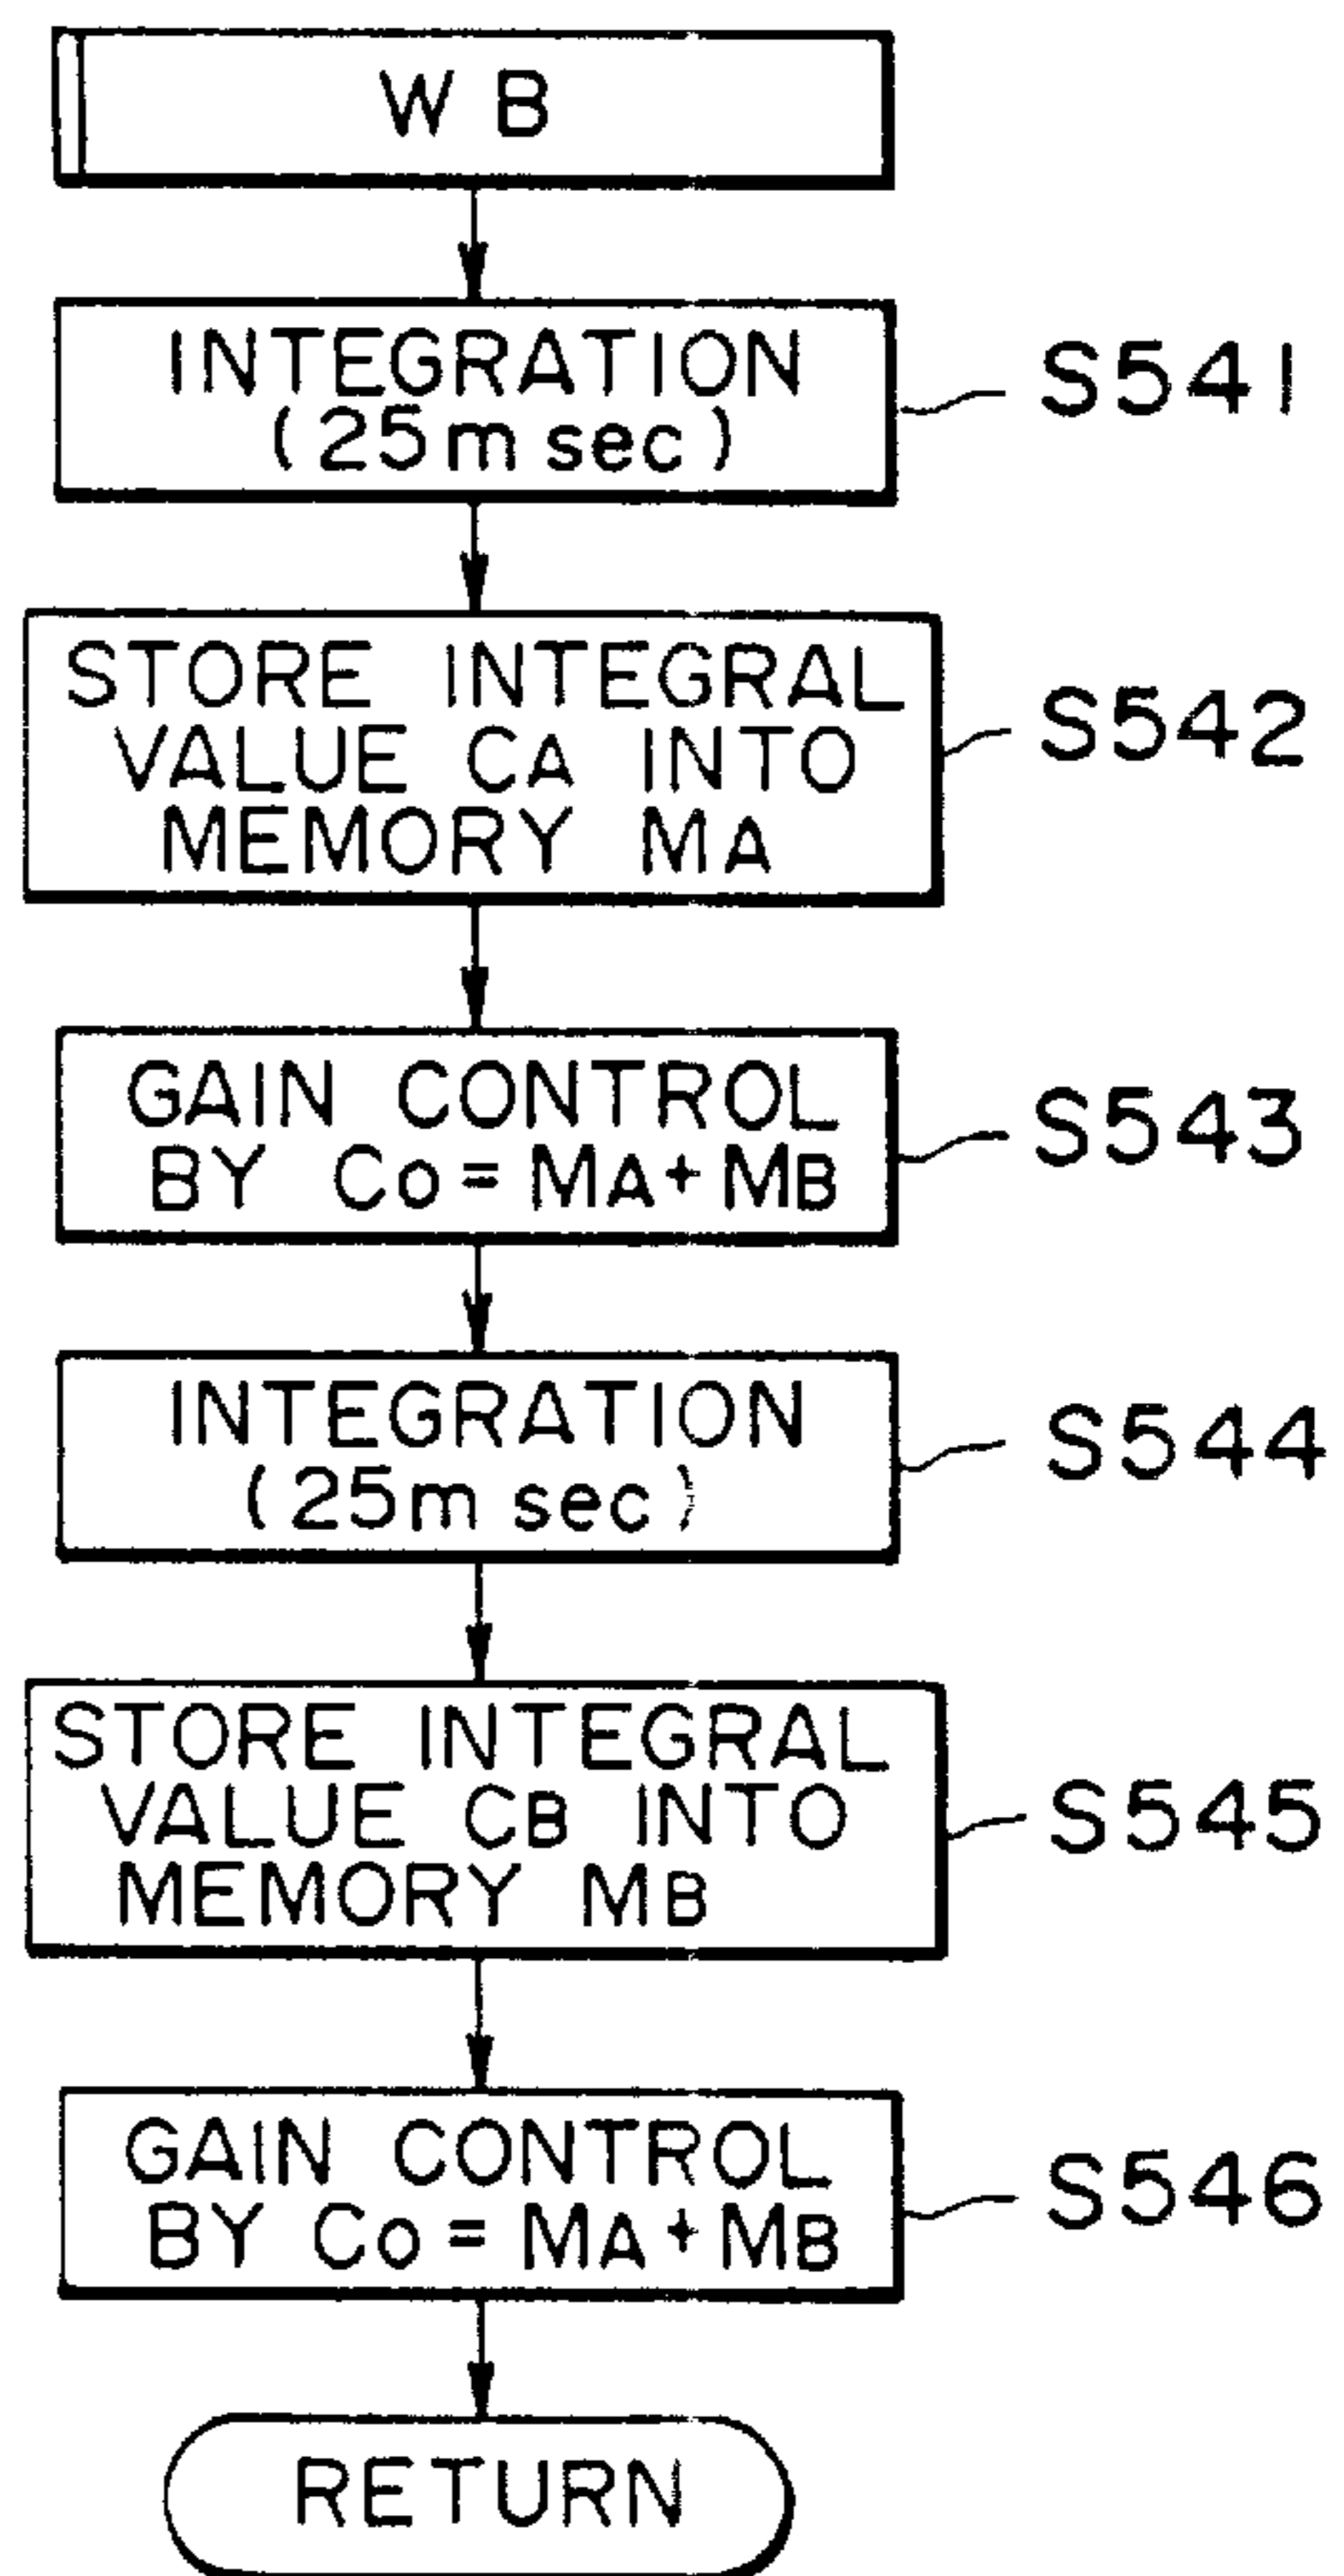 WB
INTEGRATION
(25m sec)
S541
STORE INTEGRAL
VALUE CA INTO
MEMORY MA
S542
GAIN CONTROL
BY Co = MA + MB
S543
INTEGRATION
(25m sec)
S544
STORE INTEGRAL
VALUE CB INTO
MEMORY MB
S545
GAIN CONTROL
BY Co = MA + MB
S546
RETURN